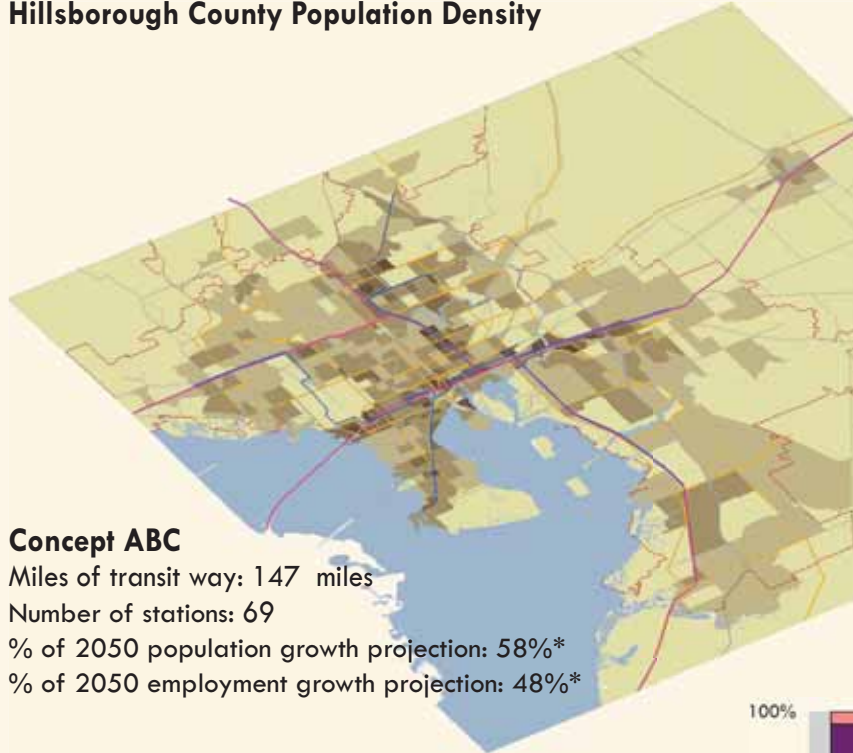 Hillsborough County Population Density
Concept ABC
Miles of transit way: 147 miles
Number of stations: 69
% of 2050 population growth projection: 58%*
% of 2050 employment growth projection: 48%*
100%